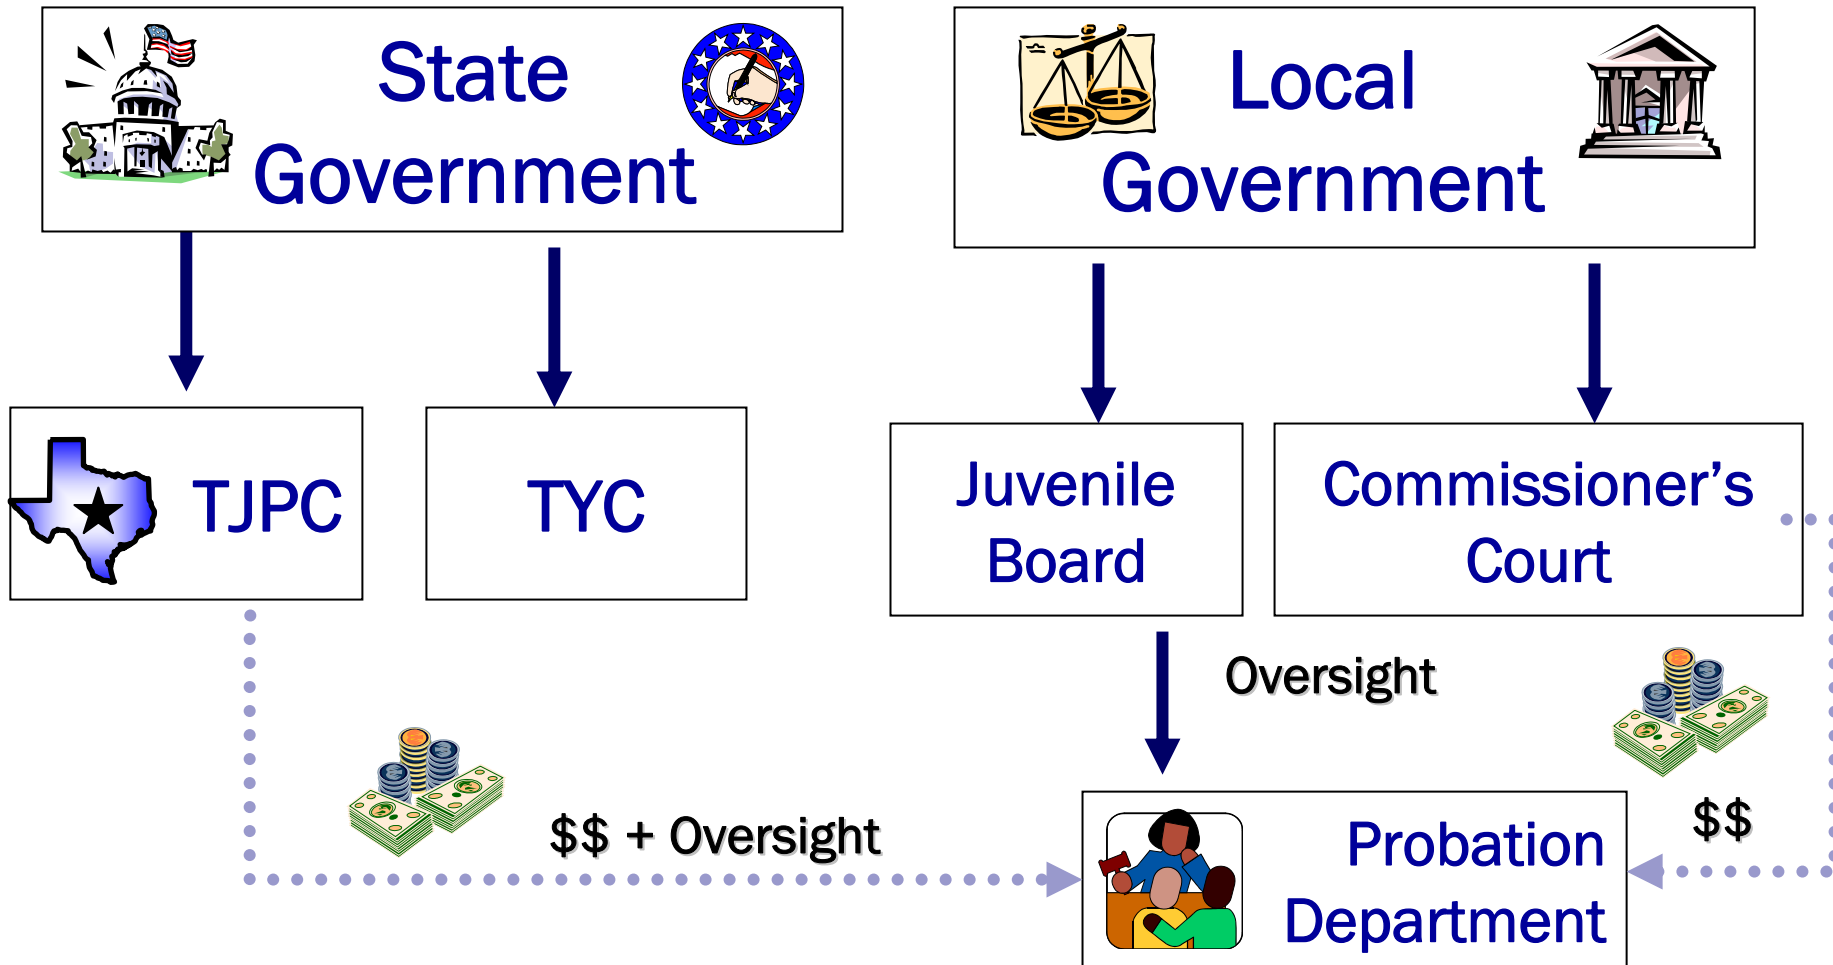 State
Government
Local
Government
TJPC
TYC
Juvenile
Board
Commissioner’s
Court
Oversight
$$ + Oversight
$$
Probation
Department